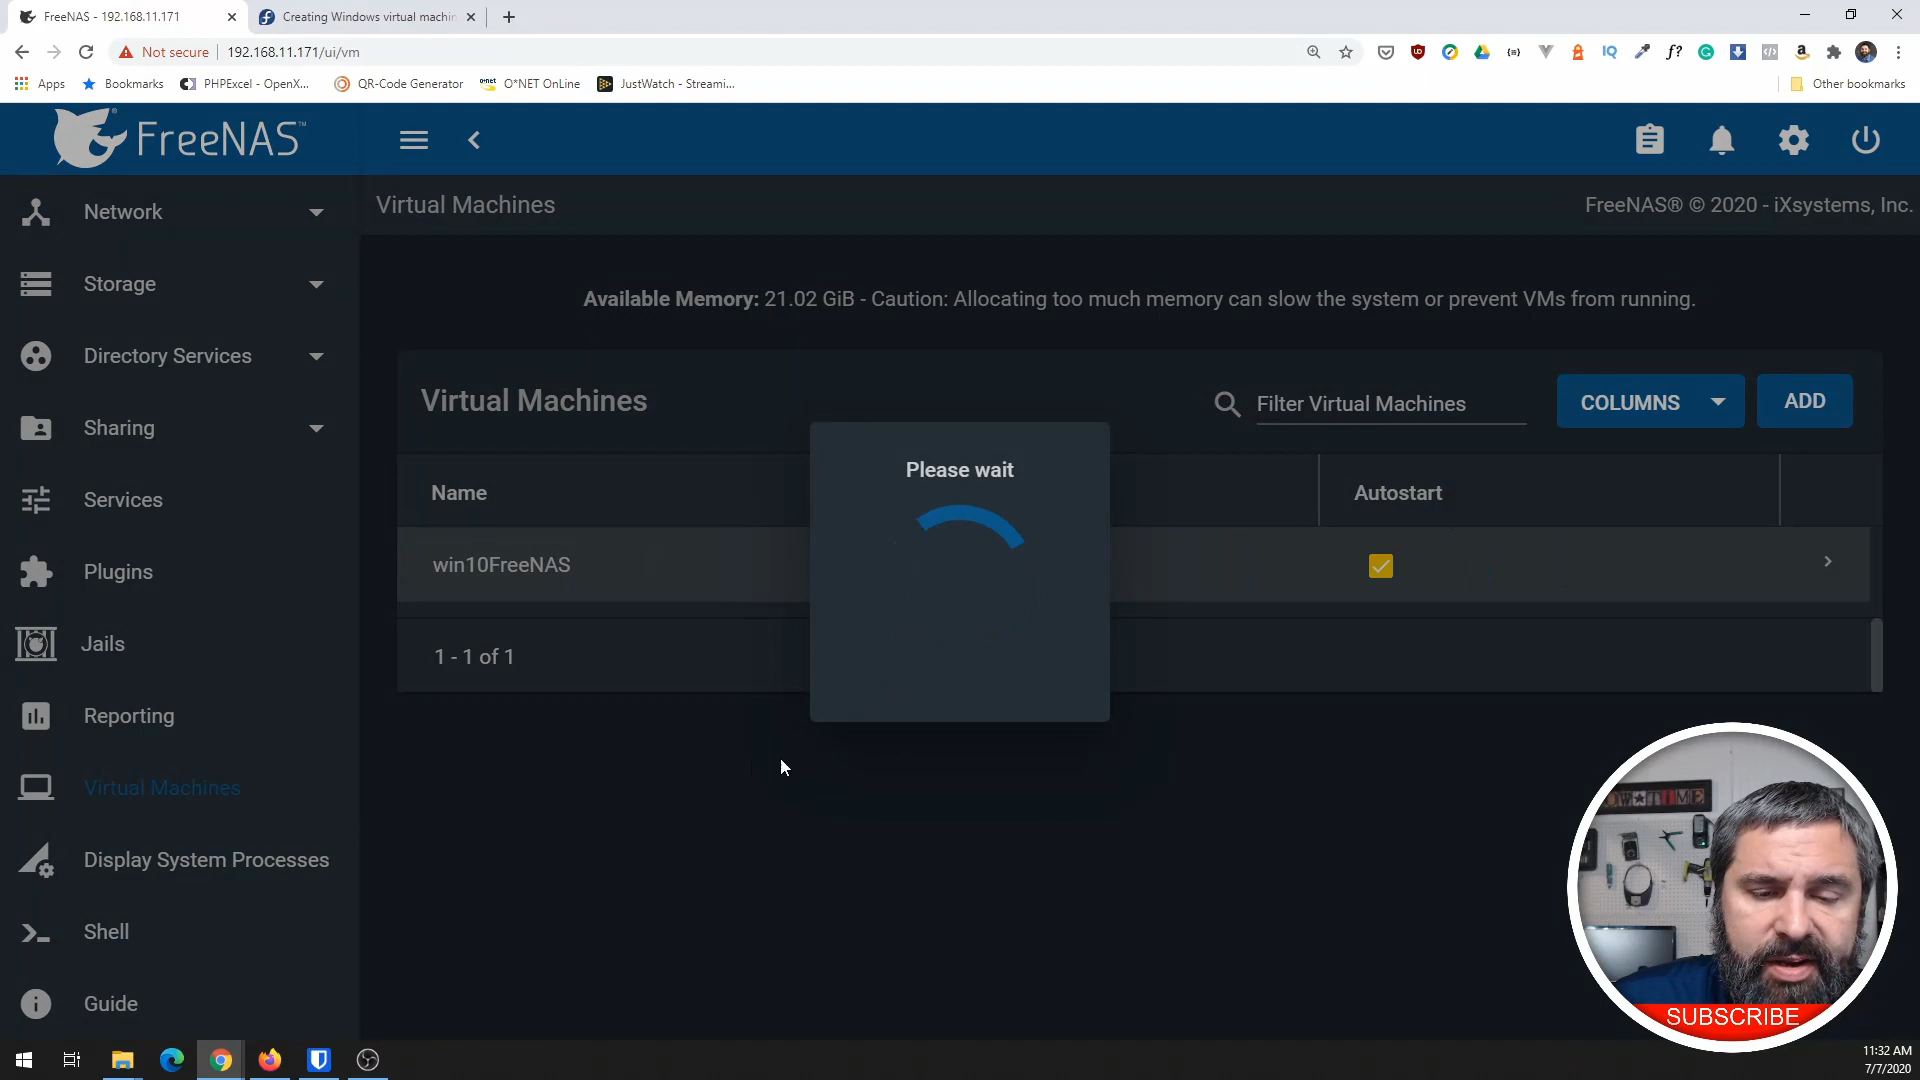 FreeNAS - 192.168.11.171
Creating Windows virtual machin
Not secure
192.168.11.171/ui/vm
Apps
Bookmarks
PHPExcel - OpenX...
QR-Code Generator
O*NET OnLine
JustWatch - Streami...
Other bookmarks
FreeNAS™
Network
Storage
Directory Services
Sharing
Services
Plugins
Jails
Reporting
Virtual Machines
Display System Processes
Shell
Guide
Virtual Machines
FreeNAS® © 2020 - iXsystems, Inc.
Available Memory: 21.02 GiB - Caution: Allocating too much memory can slow the system or prevent VMs from running.
Virtual Machines
Filter Virtual Machines
COLUMNS
ADD
Name
Autostart
win10FreeNAS
1 - 1 of 1
Please wait
SUBSCRIBE
11:32 AM
7/7/2020